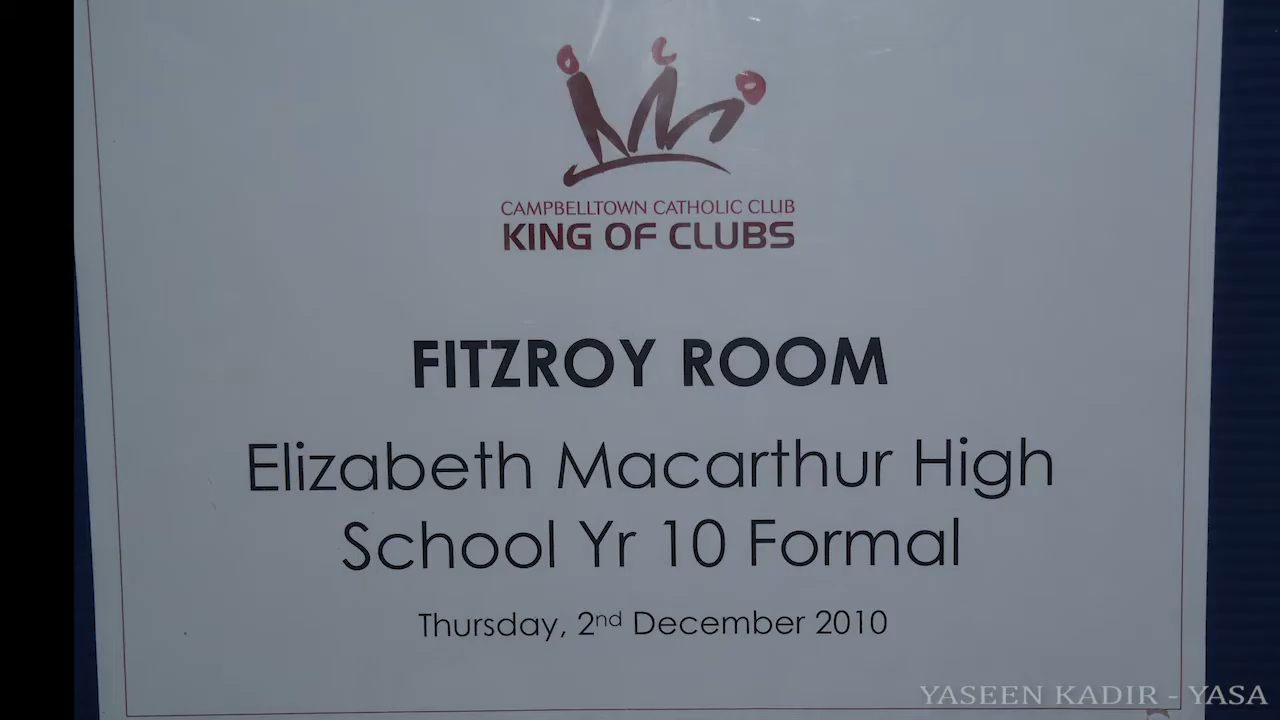 CAMPBELLTOWN CATHOLIC CLUB
KING OF CLUBS
FITZROY ROOM
Elizabeth Macarthur High
School Yr 10 Formal
Thursday, 2nd December 2010
YASEEN KADIR - YASA